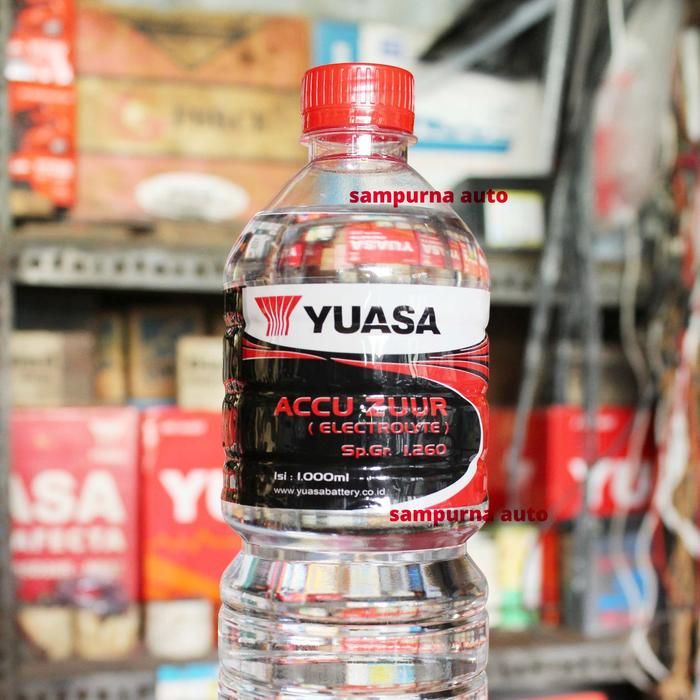 sampurna auto
YUASA
YUASA
ACCU ZUUR
( ELECTROLYTE )
Sp.Gr. 1.260
Isi : 1.000ml
www.yuasabattery.co.id
sampurna auto